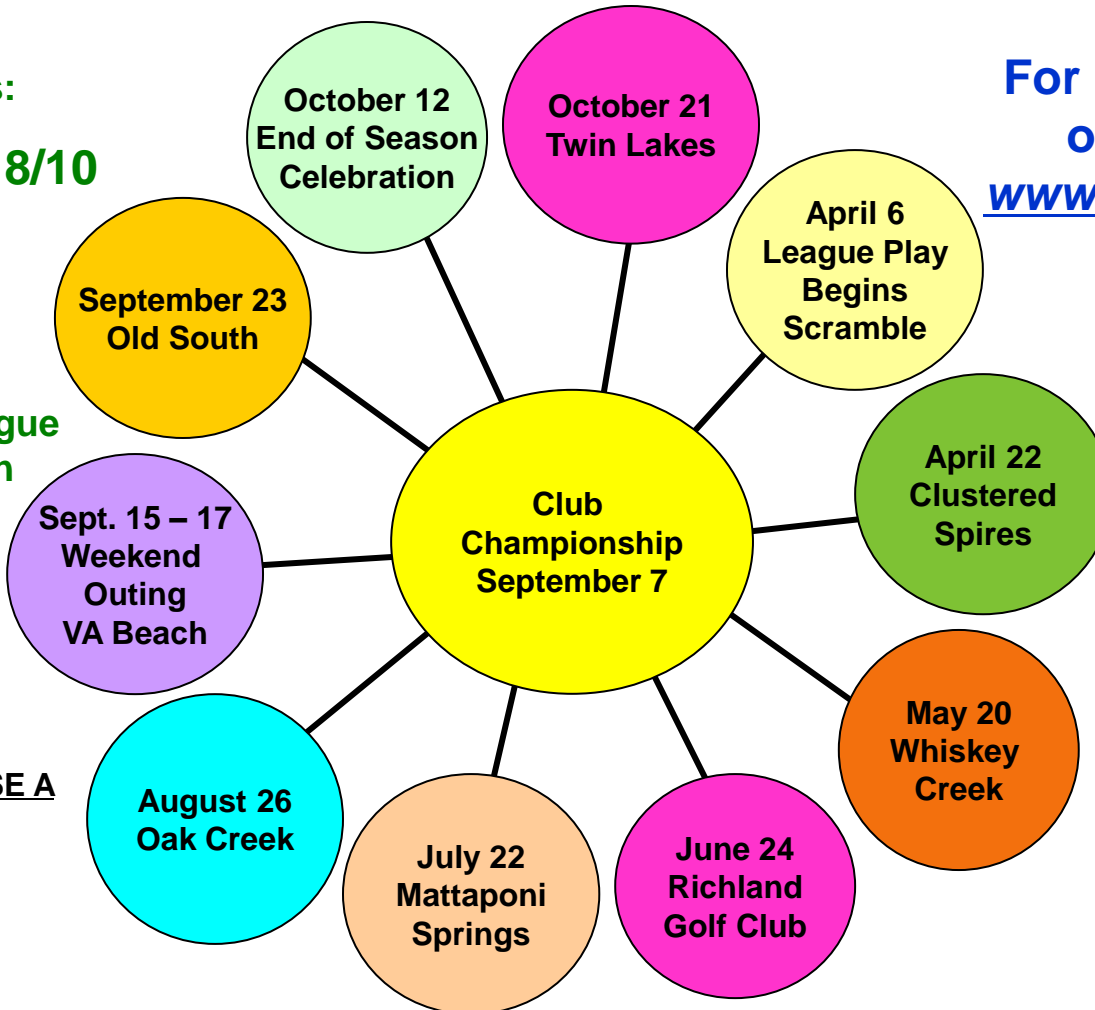 s:
8/10
For
o
www
October 12
End of Season
Celebration
October 21
Twin Lakes
April 6
League Play
Begins
Scramble
September 23
Old South
April 22
Clustered
Spires
gue
n
Sept. 15 – 17
Weekend
Outing
VA Beach
Club
Championship
September 7
May 20
Whiskey
Creek
SE A
August 26
Oak Creek
July 22
Mattaponi
Springs
June 24
Richland
Golf Club